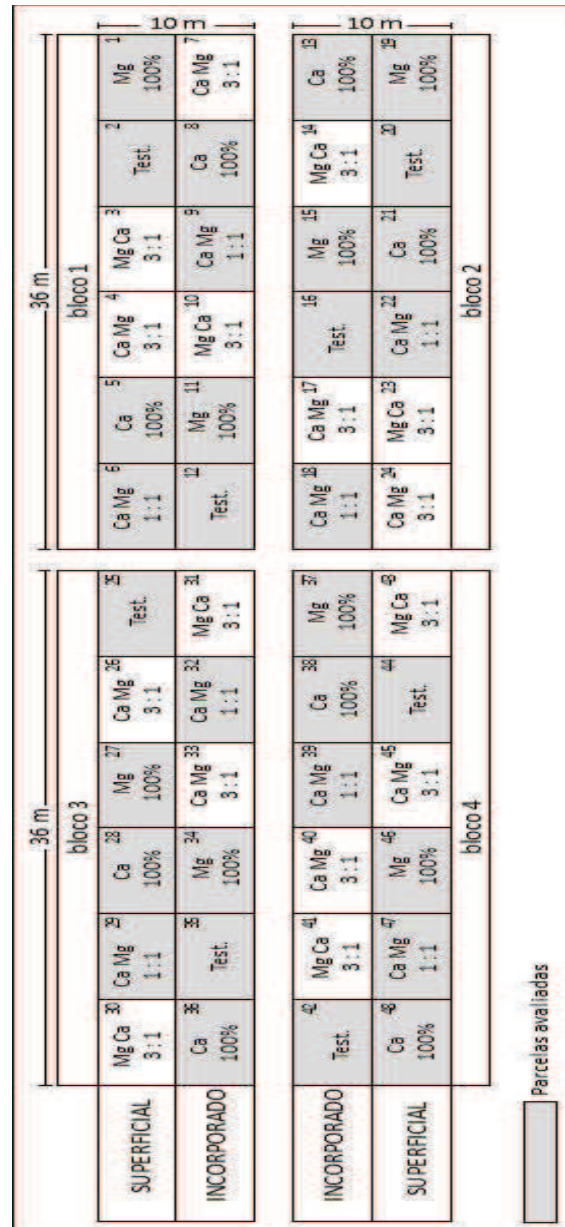 36 m 36 m
bloco 3 bloco 1
30 29 28 27 26 25 6 5 4 3 2 1
SUPERFICIAL Mg Ca Ca Mg Ca Mg Ca Mg Test. Ca Mg Ca Ca Mg Mg Ca Test. Mg
3 : 1 1 : 1 100% 100% 3 : 1 1 : 1 100% 3 : 1 3 : 1 100%
10 m
36 35 34 33 32 31 12 11 10 9 8 7
INCORPORADO Ca Test. Mg Ca Mg Ca Mg Mg Ca Test. Mg Mg Ca Ca Mg Ca Ca Mg
100% 100% 3 : 1 1 : 1 3 : 1 100% 3 : 1 1 : 1 100% 3 : 1
42 41 40 39 38 37 18 17 16 15 14 13
INCORPORADO Test. Mg Ca Ca Mg Ca Mg Ca Mg Ca Mg Ca Mg Test. Mg Mg Ca Ca
3 : 1 3 : 1 1 : 1 100% 100% 1 : 1 3 : 1 100% 3 : 1 100%
10 m
48 47 46 45 44 43 24 23 22 21 20 19
SUPERFICIAL Ca Ca Mg Mg Ca Mg Test. Mg Ca Ca Mg Mg Ca Ca Mg Ca Test. Mg
100% 1 : 1 100% 3 : 1 3 : 1 3 : 1 3 : 1 1 : 1 100% 100%
bloco 4 bloco 2
Parcelas avaliadas